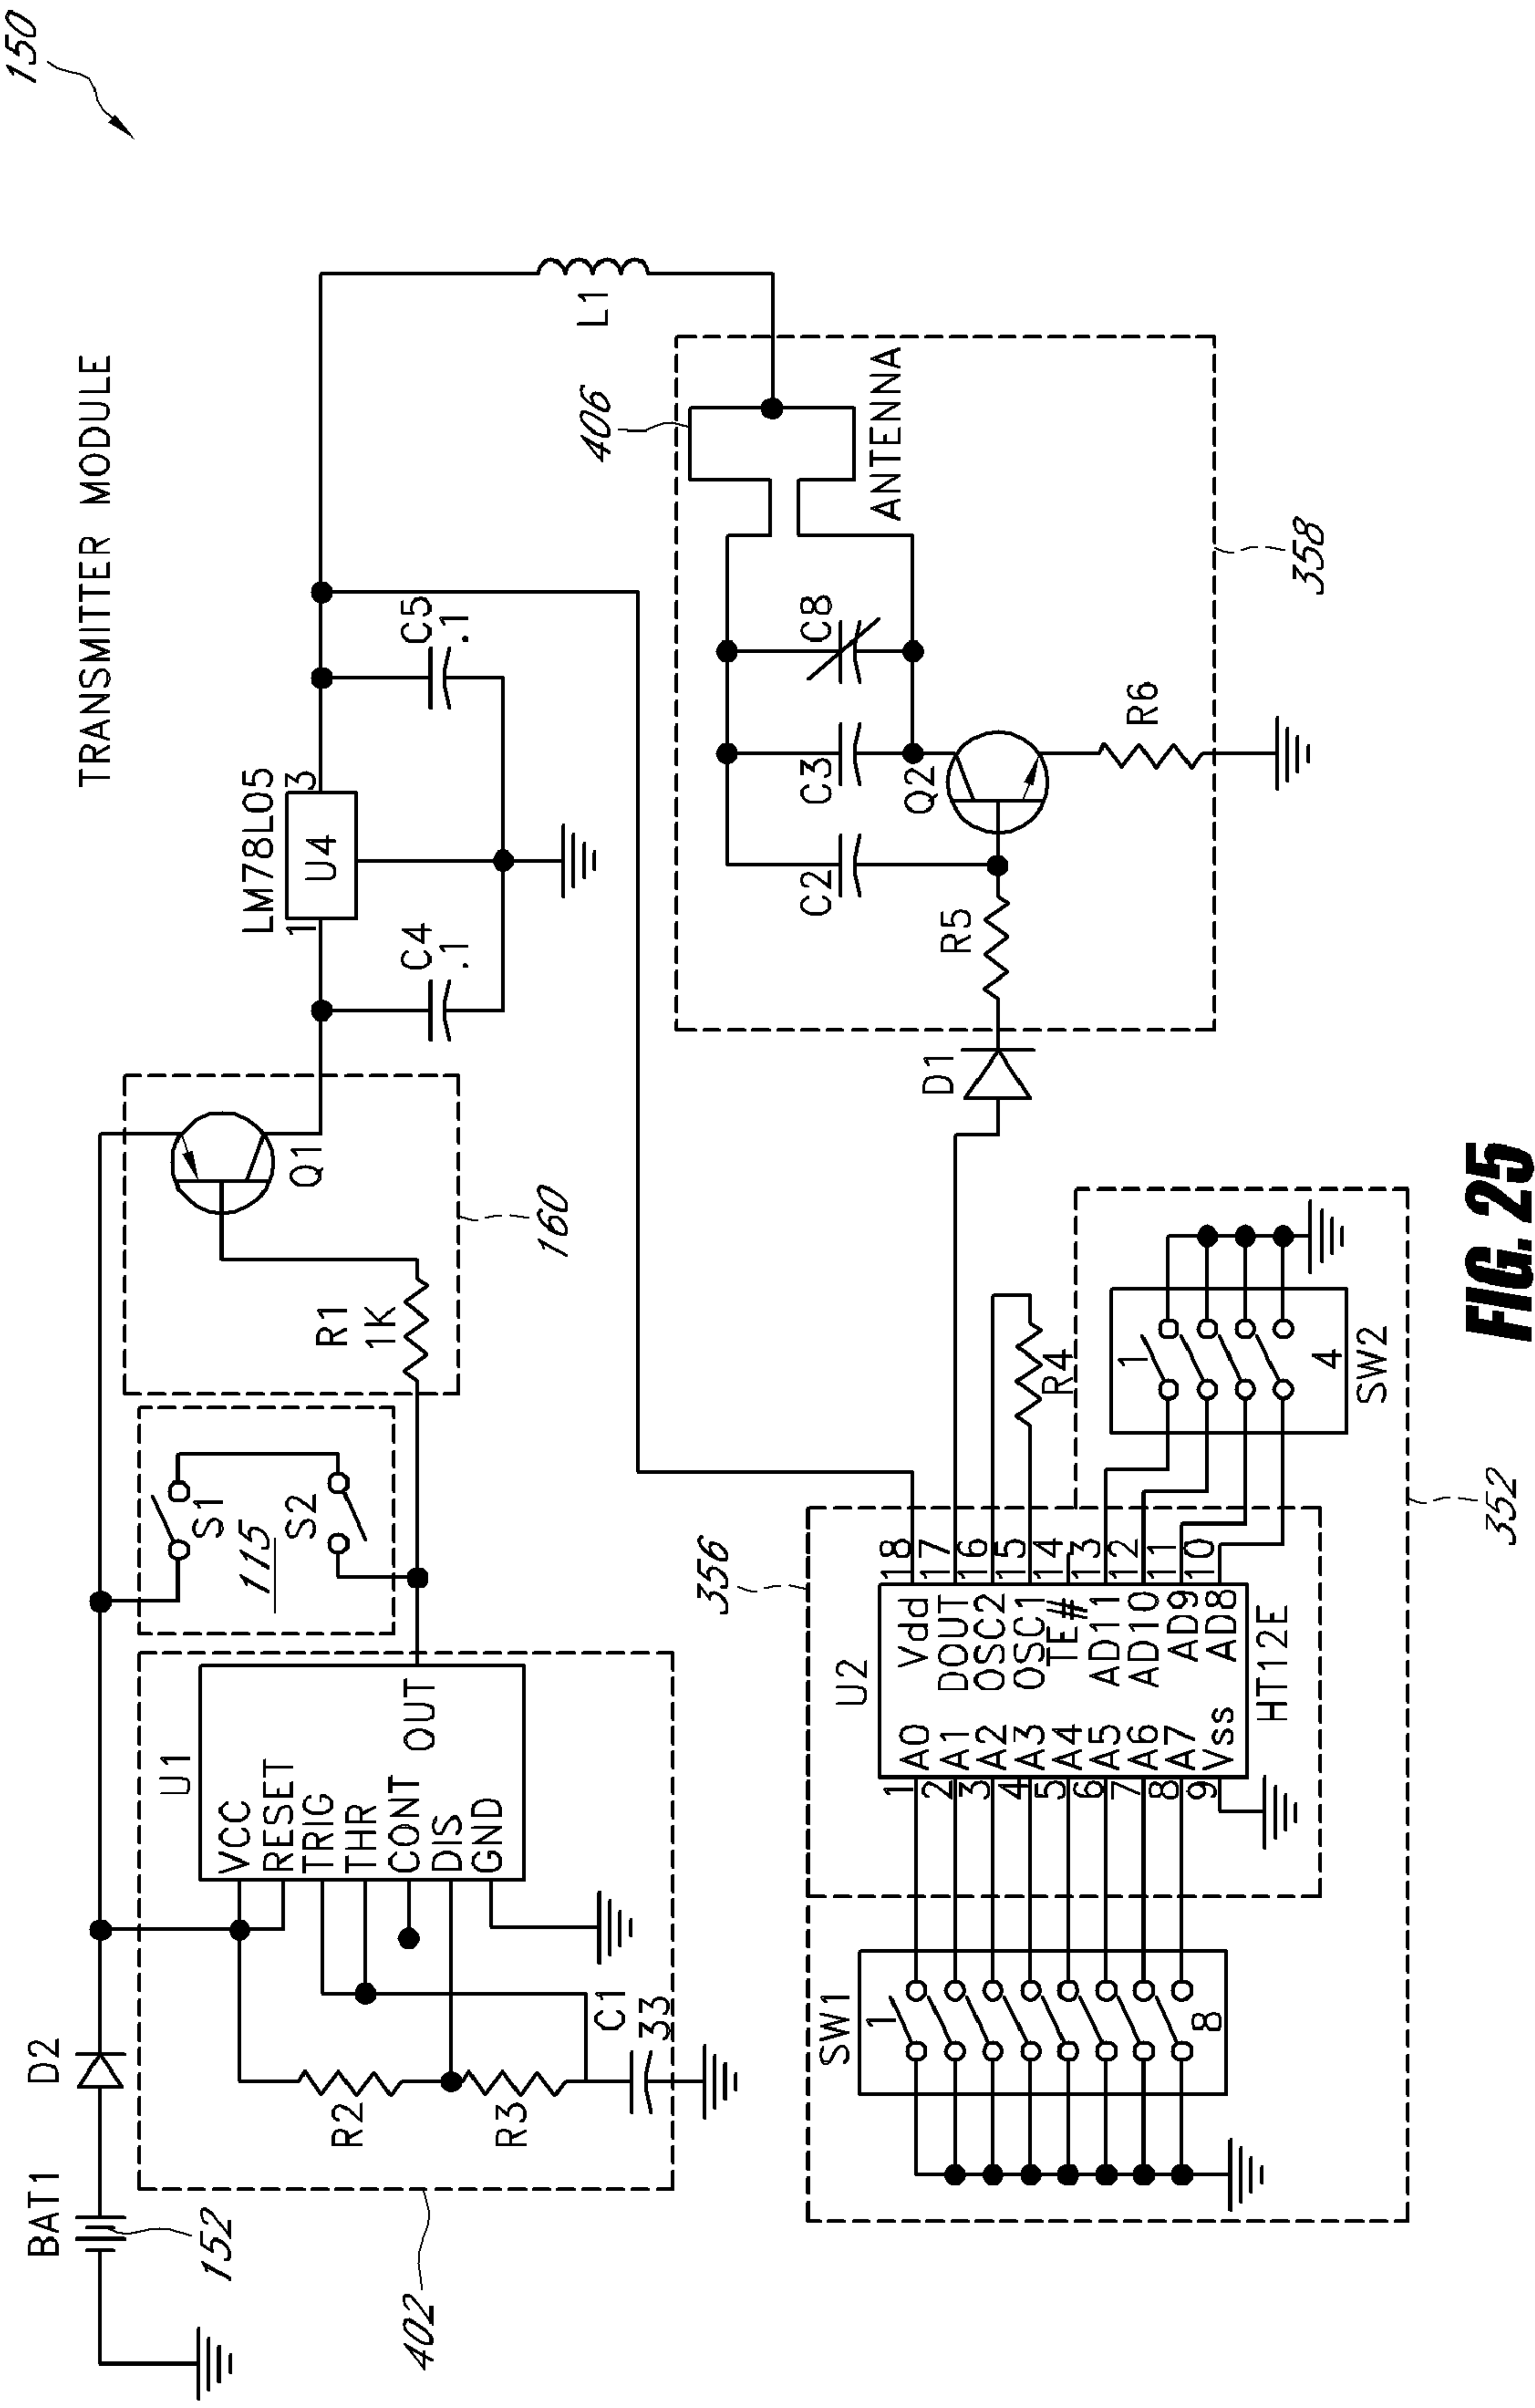 150
TRANSMITTER MODULE
BAT1
D2
152
402
U1
VCC
RESET
TRIG
THR
CONT
DIS
GND
OUT
R2
R3
C1
33
S1
115
S2
R1
1K
Q1
160
LM78L05
1
U4
3
C4
.1
C5
.1
L1
406
ANTENNA
C2
C3
C8
Q2
R5
R6
358
D1
356
U2
SW1
1
8
1 A0
2 A1
3 A2
4 A3
5 A4
6 A5
7 A6
8 A7
9 Vss
Vdd 18
DOUT 17
OSC2 16
OSC1 15
TE# 14
AD11 13
AD10 12
AD9 11
AD8 10
HT12E
R4
1
4
SW2
352
FIG. 25